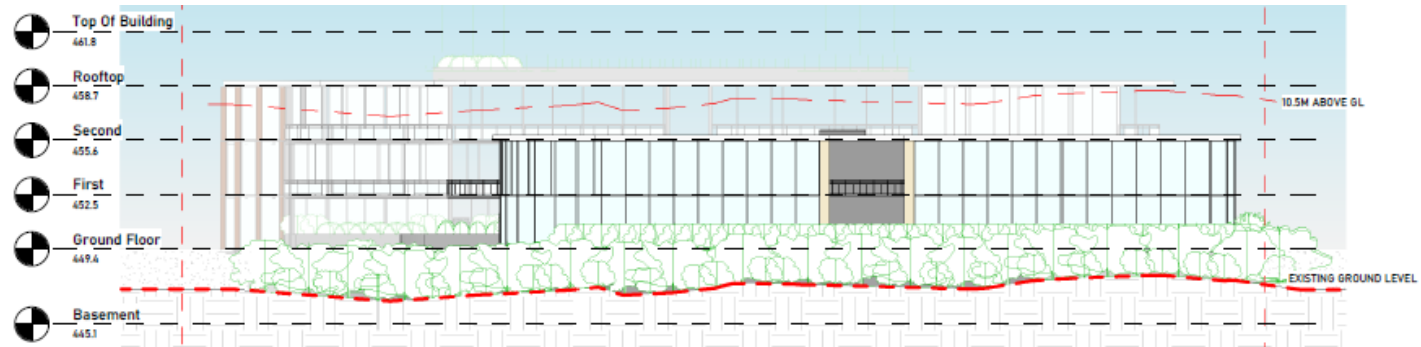 Top Of Building
461.8
Rooftop
458.7
10.5M ABOVE GL
Second
455.6
First
452.5
Ground Floor
449.4
EXISTING GROUND LEVEL
Basement
445.1